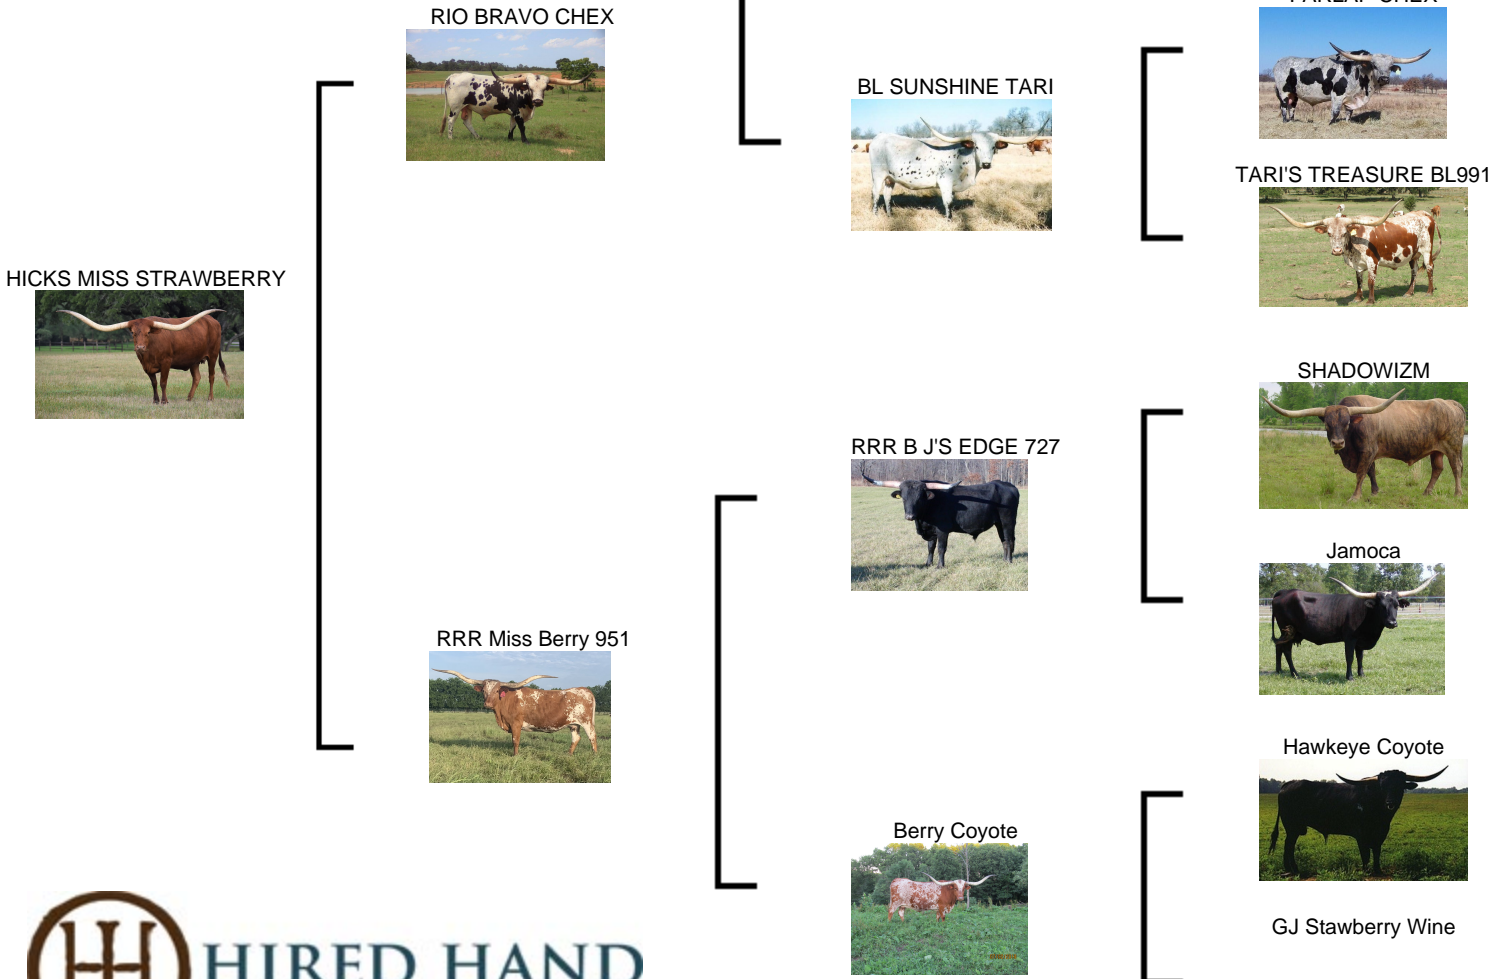 RIO BRAVO CHEX
BL SUNSHINE TARI
TARI'S TREASURE BL991
HICKS MISS STRAWBERRY
SHADOWIZM
RRR B J'S EDGE 727
Jamoca
RRR Miss Berry 951
Hawkeye Coyote
Berry Coyote
GJ Stawberry Wine
HIRED HAND